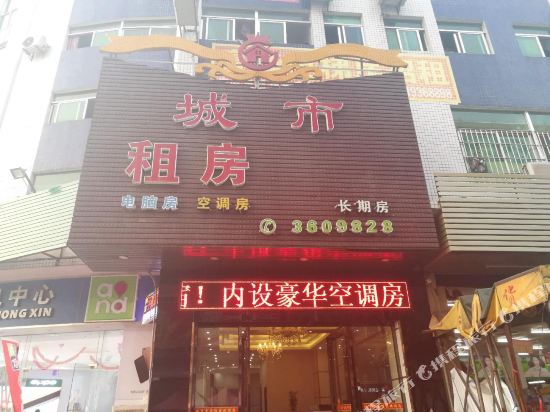 城市
租房
电脑房 空调房 长期房
3609828
！内设豪华空调房
中心
ONG XIN
and